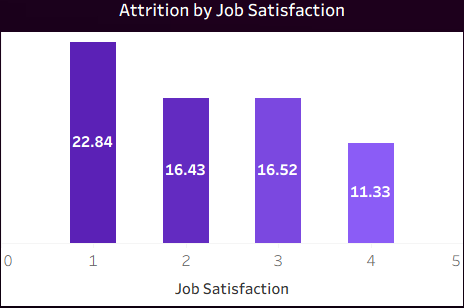 Attrition by Job Satisfaction
22.84
16.43
16.52
11.33
0 1 2 3 4 5
Job Satisfaction